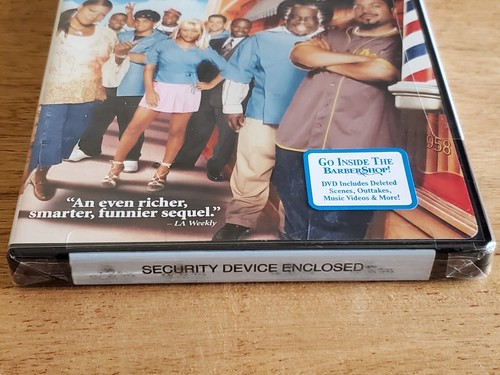 958
GO INSIDE THE
BARBERSHOP!
DVD Includes Deleted
Scenes, Outtakes,
Music Videos & More!
"An even richer,
smarter, funnier sequel."
– LA Weekly
SECURITY DEVICE ENCLOSED